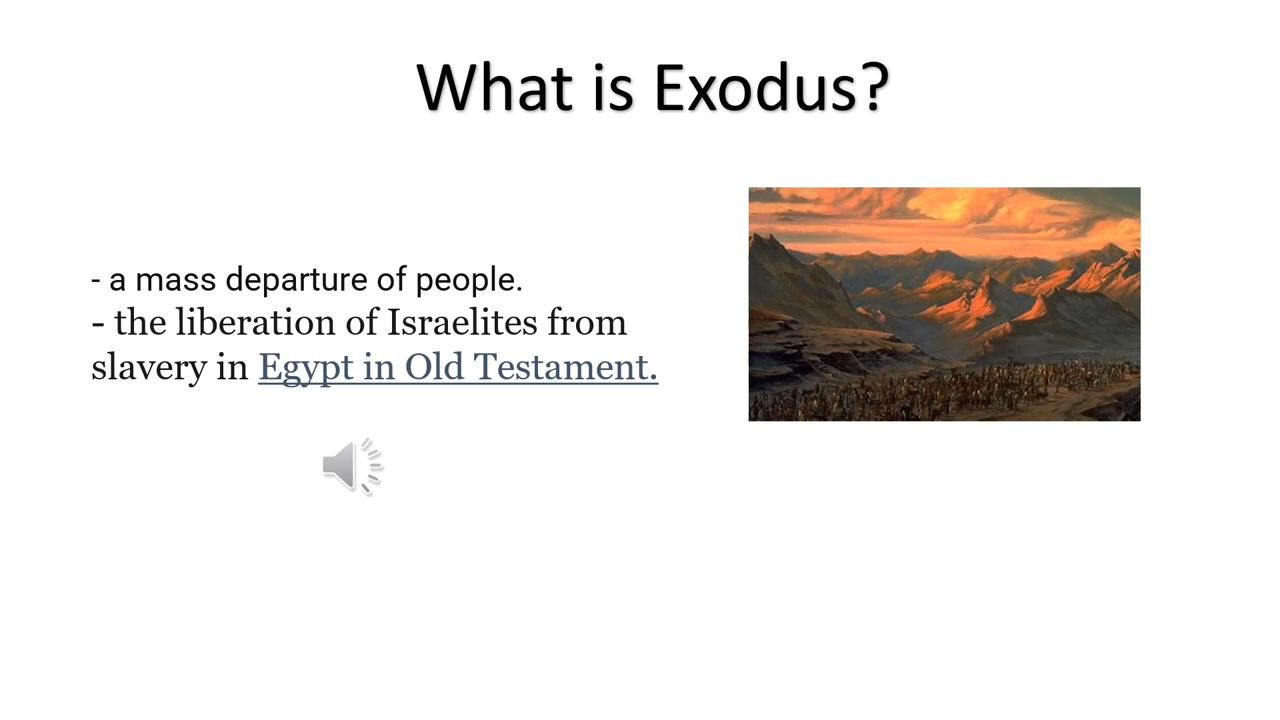 What is Exodus?
- a mass departure of people.
- the liberation of Israelites from
slavery in Egypt in Old Testament.